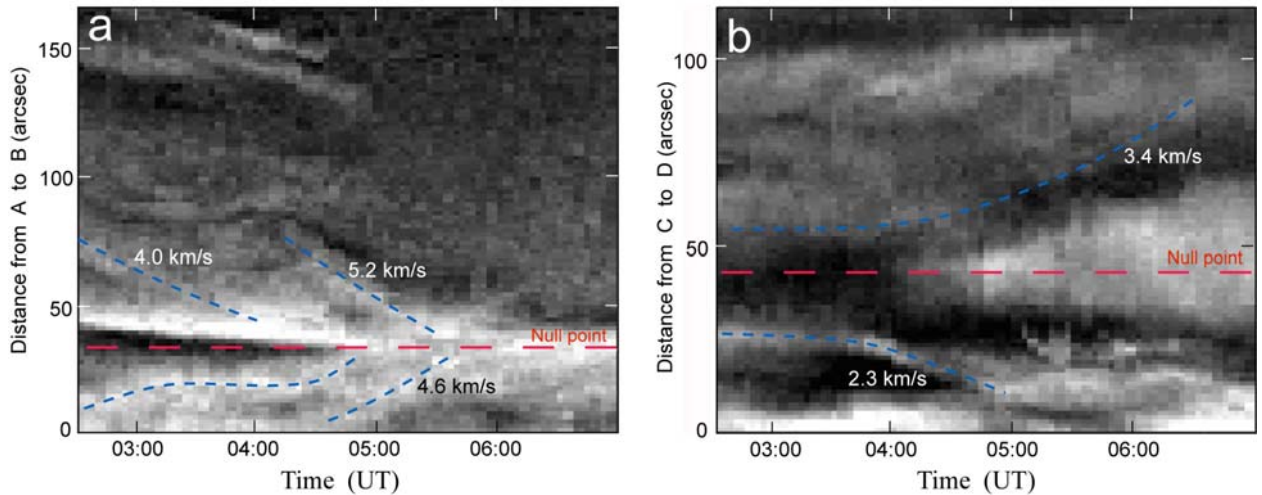 a
Distance from A to B (arcsec)
150
100
50
0
4.0 km/s
5.2 km/s
Null point
4.6 km/s
03:00 04:00 05:00 06:00
Time (UT)
b
Distance from C to D (arcsec)
100
50
0
3.4 km/s
Null point
2.3 km/s
03:00 04:00 05:00 06:00
Time (UT)